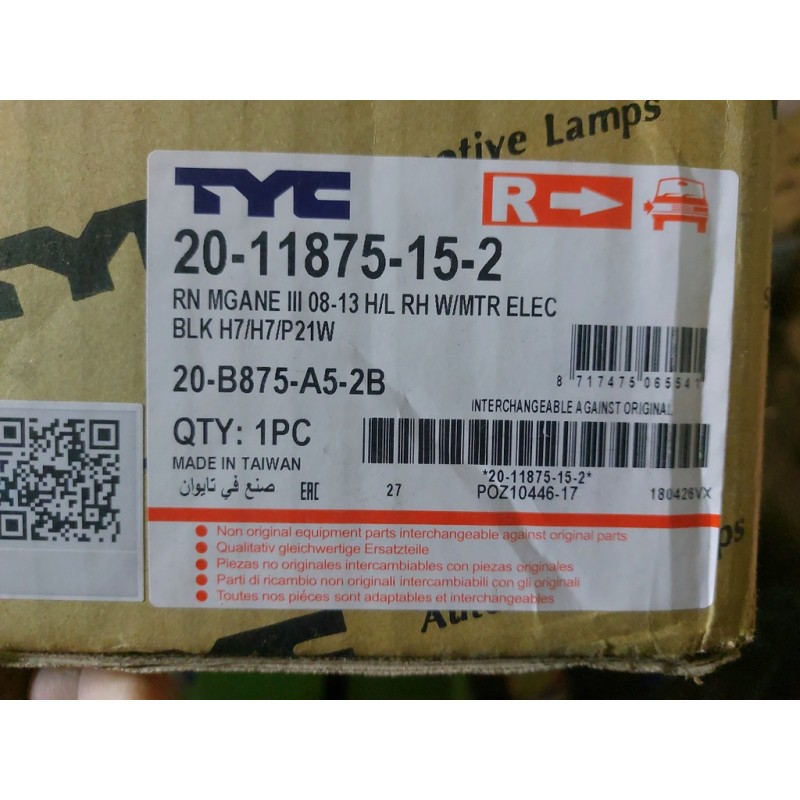 otive Lamps
TYC
R
20-11875-15-2
RN MGANE III 08-13 H/L RH W/MTR ELEC
BLK H7/H7/P21W
20-B875-A5-2B
8 717475 065541
INTERCHANGEABLE AGAINST ORIGINAL
QTY: 1PC
MADE IN TAIWAN
*20-11875-15-2*
صنع في تايوان
EAC
27
POZ10446-17
180426VX
Non original equipment parts interchangeable against original parts
Qualitativ gleichwertige Ersatzteile
Piezas no originales intercambiables con piezas originales
Parti di ricambio non originali intercambiabili con gli originali
Toutes nos piéces sont adaptables et interchangeables
ps
Aut